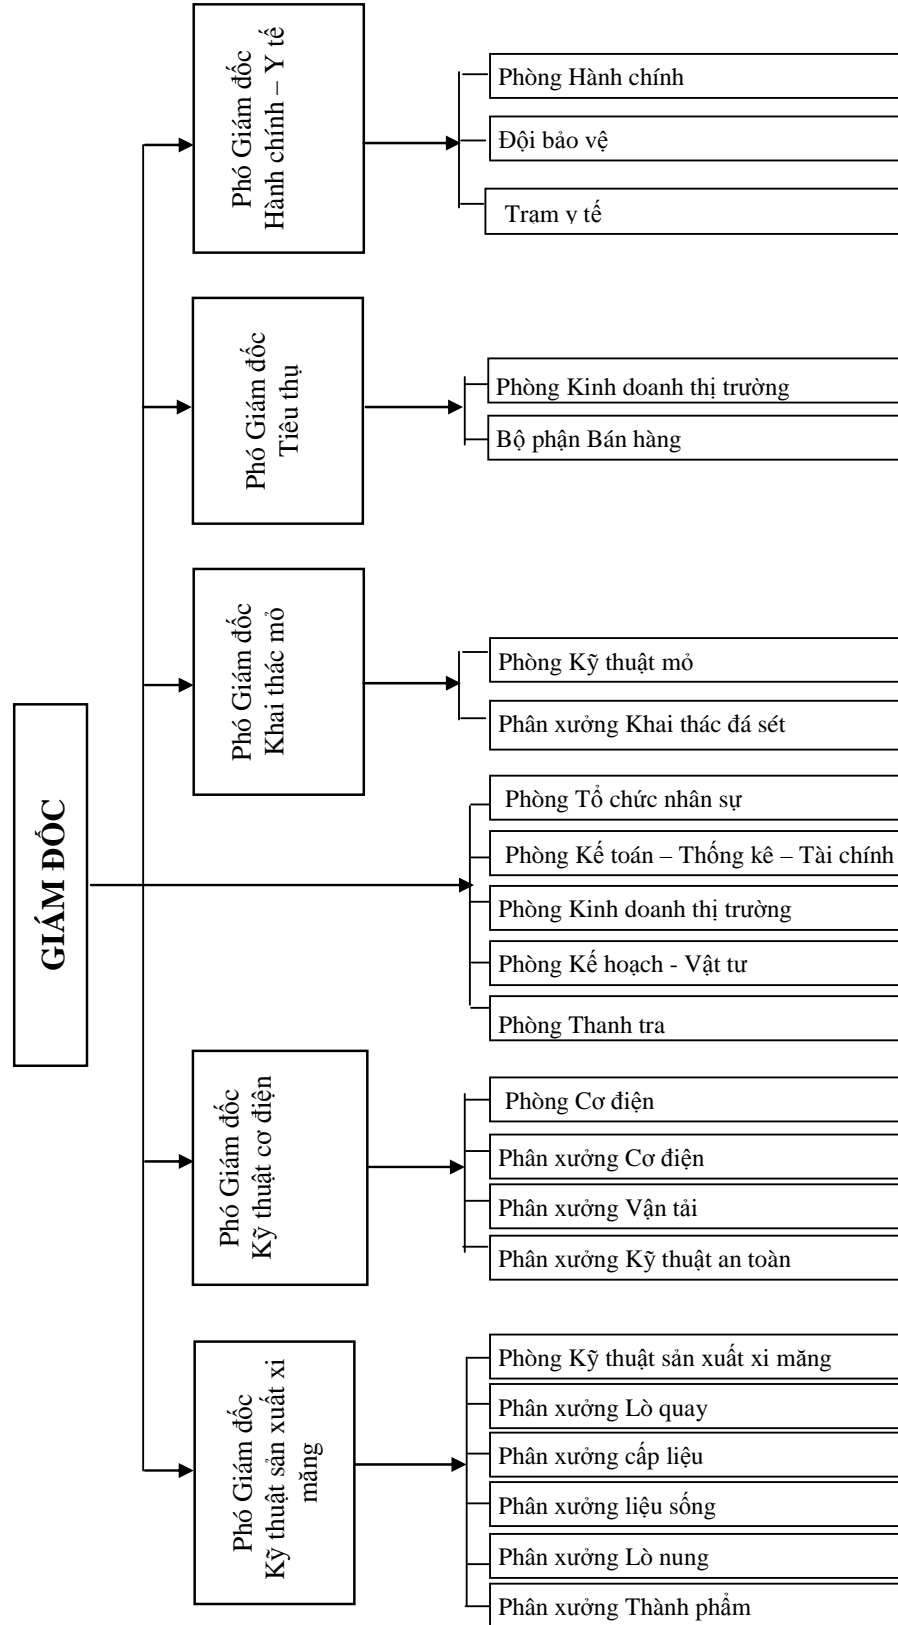 GIÁM ĐỐC
Phó Giám đốc
Hành chính – Y tế
Phòng Hành chính
Đội bảo vệ
Trạm y tế
Phó Giám đốc
Tiêu thụ
Phòng Kinh doanh thị trường
Bộ phận Bán hàng
Phó Giám đốc
Khai thác mỏ
Phòng Kỹ thuật mỏ
Phân xưởng Khai thác đá sét
Phòng Tổ chức nhân sự
Phòng Kế toán – Thống kê – Tài chính
Phòng Kinh doanh thị trường
Phòng Kế hoạch - Vật tư
Phòng Thanh tra
Phó Giám đốc
Kỹ thuật cơ điện
Phòng Cơ điện
Phân xưởng Cơ điện
Phân xưởng Vận tải
Phân xưởng Kỹ thuật an toàn
Phó Giám đốc
Kỹ thuật sản xuất xi
măng
Phòng Kỹ thuật sản xuất xi măng
Phân xưởng Lò quay
Phân xưởng cấp liệu
Phân xưởng liệu sống
Phân xưởng Lò nung
Phân xưởng Thành phẩm